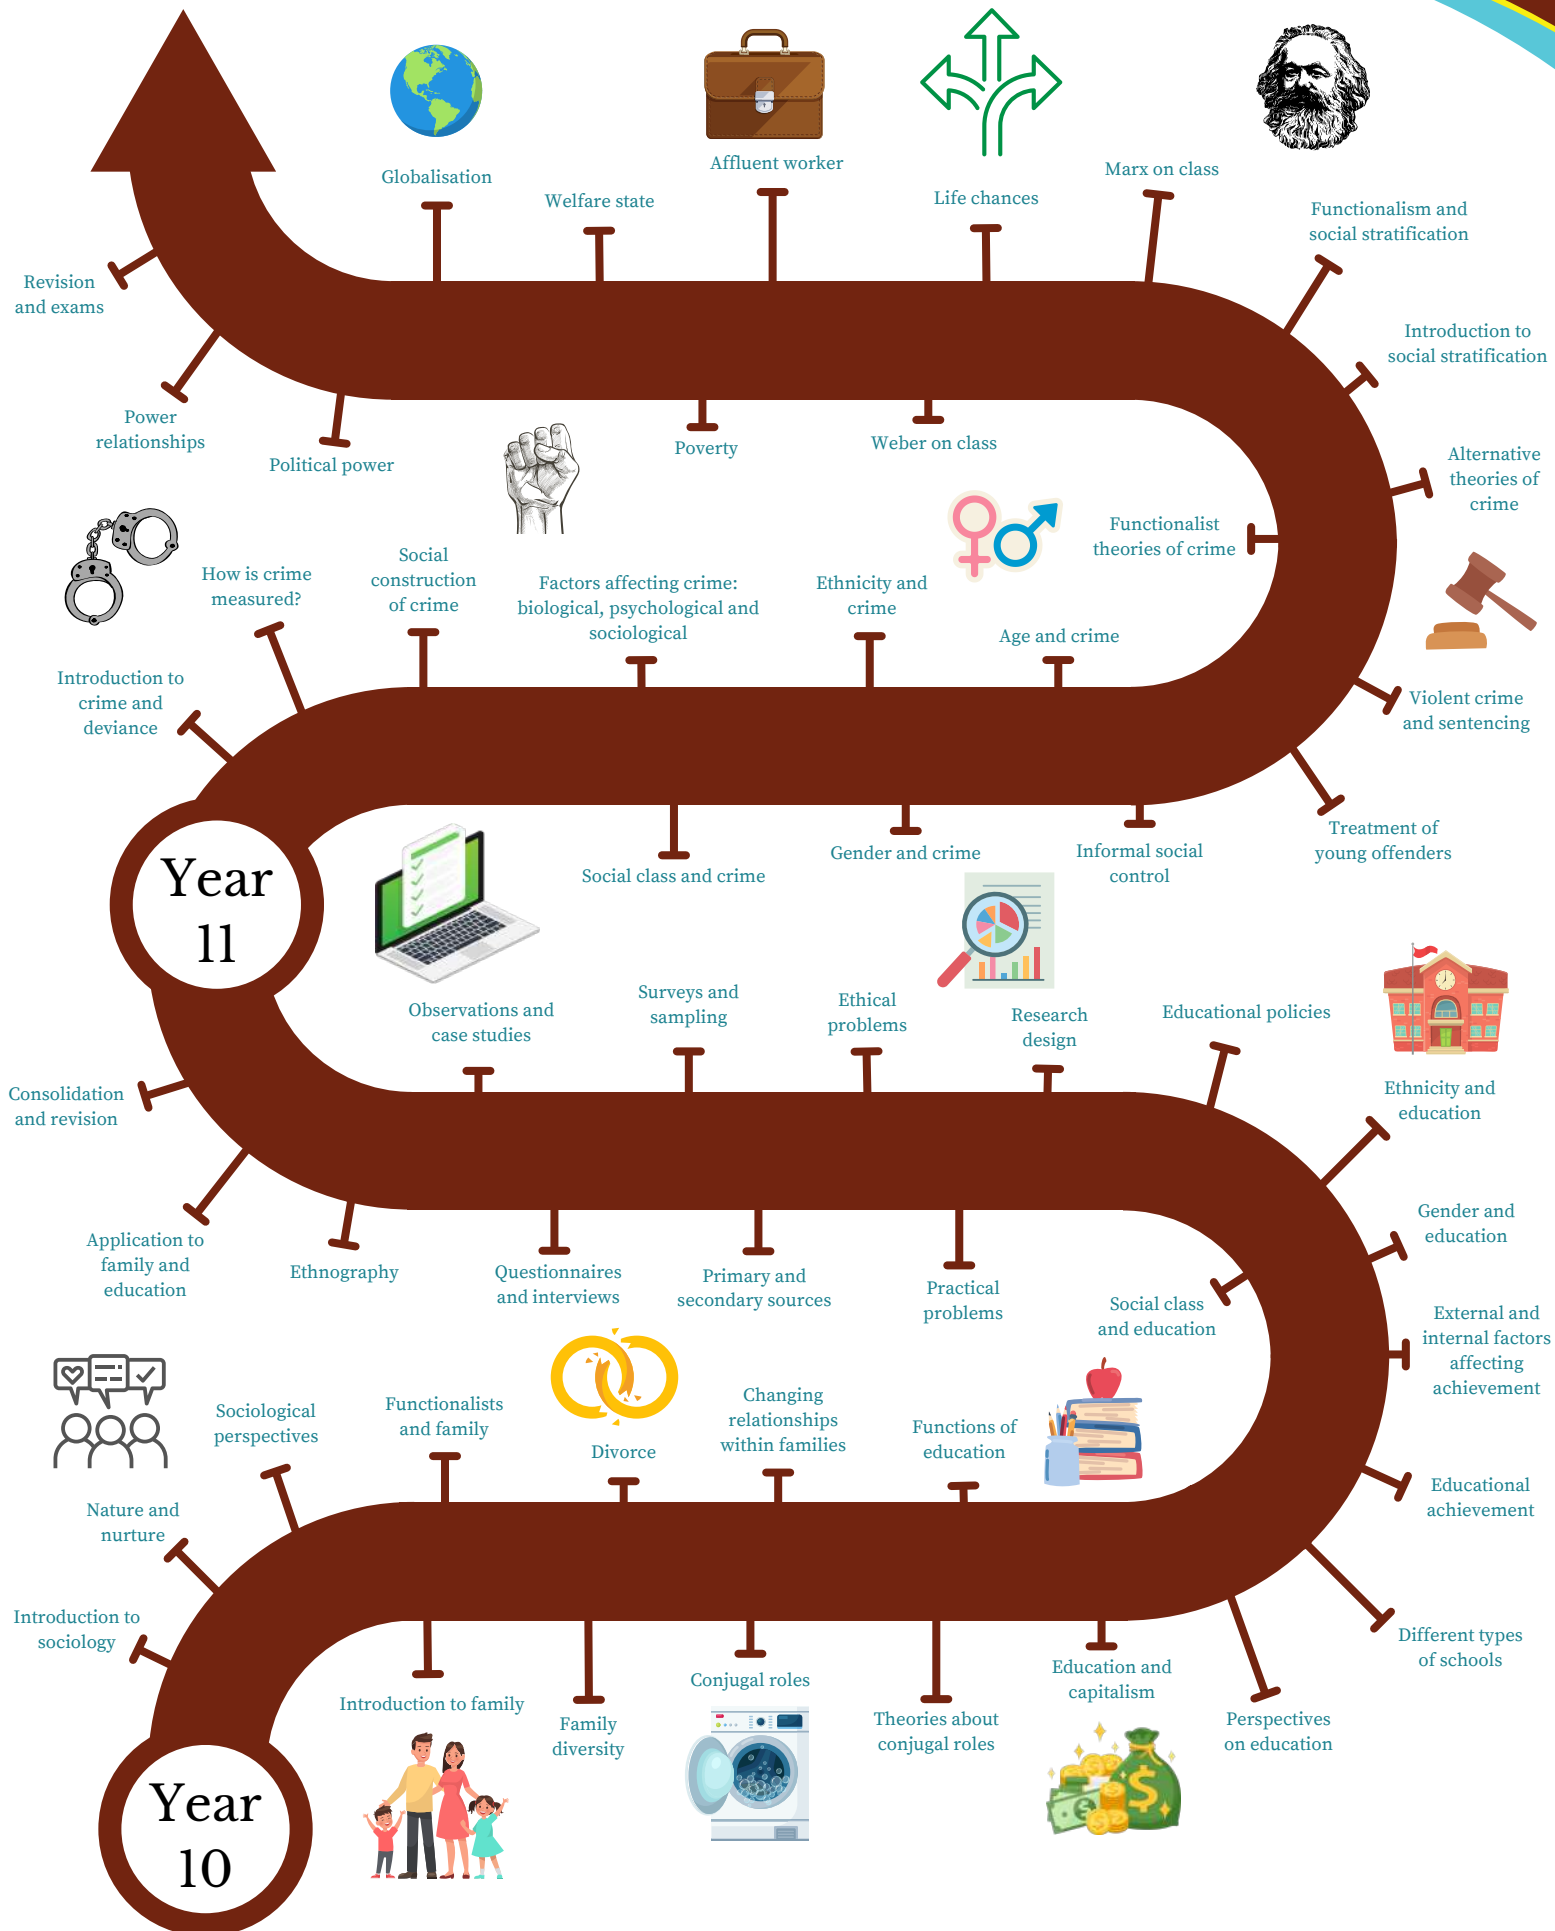 Globalisation
Welfare state
Affluent worker
Life chances
Marx on class
Functionalism and
social stratification
Revision
and exams
Introduction to
social stratification
Power
relationships
Political power
Poverty
Weber on class
Alternative
theories of
crime
Functionalist
theories of crime
How is crime
measured?
Social
construction
of crime
Factors affecting crime:
biological, psychological and
sociological
Ethnicity and
crime
Age and crime
Introduction to
crime and
deviance
Violent crime
and sentencing
Treatment of
young offenders
Year
11
Social class and crime
Gender and crime
Informal social
control
Observations and
case studies
Surveys and
sampling
Ethical
problems
Research
design
Educational policies
Ethnicity and
education
Consolidation
and revision
Gender and
education
Application to
family and
education
Ethnography
Questionnaires
and interviews
Primary and
secondary sources
Practical
problems
Social class
and education
External and
internal factors
affecting
achievement
Sociological
perspectives
Functionalists
and family
Divorce
Changing
relationships
within families
Functions of
education
Educational
achievement
Nature and
nurture
Introduction to
sociology
Different types
of schools
Introduction to family
Family
diversity
Conjugal roles
Theories about
conjugal roles
Education and
capitalism
Perspectives
on education
Year
10